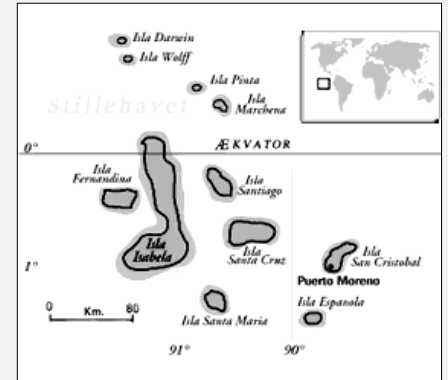 Isla Darwin
Isla Wolff
Isla Pinta
Isla
Marchena
Stillehavet
0°
ÆKVATOR
Isla
Fernandina
Isla
Santiago
Isla
Isabela
Isla
Santa Cruz
Isla
San Cristobal
1°
Puerto Moreno
Km.
0 80
Isla Santa Maria
Isla Espanola
91°
90°